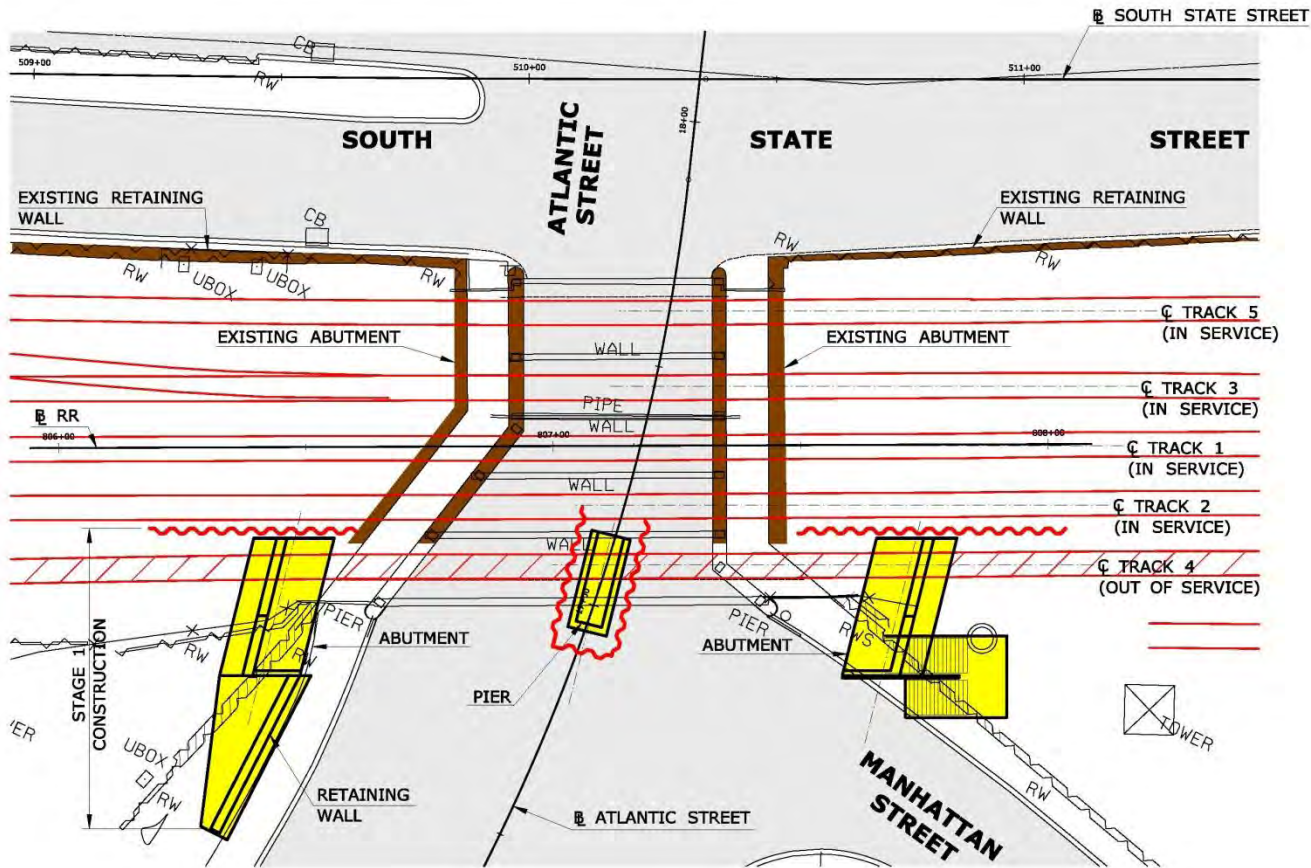 ℄ SOUTH STATE STREET
CB
509+00
RW
510+00
511+00
18+00
SOUTH
ATLANTIC
STREET
STATE
STREET
EXISTING RETAINING
WALL
CB
EXISTING RETAINING
WALL
RW
UBOX
UBOX
RW
RW
RW
RW
℄ TRACK 5
(IN SERVICE)
EXISTING ABUTMENT
WALL
EXISTING ABUTMENT
℄ TRACK 3
(IN SERVICE)
PIPE
WALL
℄ RR
806+00
807+00
808+00
℄ TRACK 1
(IN SERVICE)
WALL
℄ TRACK 2
(IN SERVICE)
WALL
℄ TRACK 4
(OUT OF SERVICE)
STAGE 1
CONSTRUCTION
RW
PIER
RW
ABUTMENT
PIER
PIER
RWS
ABUTMENT
UBOX
RW
RETAINING
WALL
℄ ATLANTIC STREET
MANHATTAN
STREET
RW
TOWER